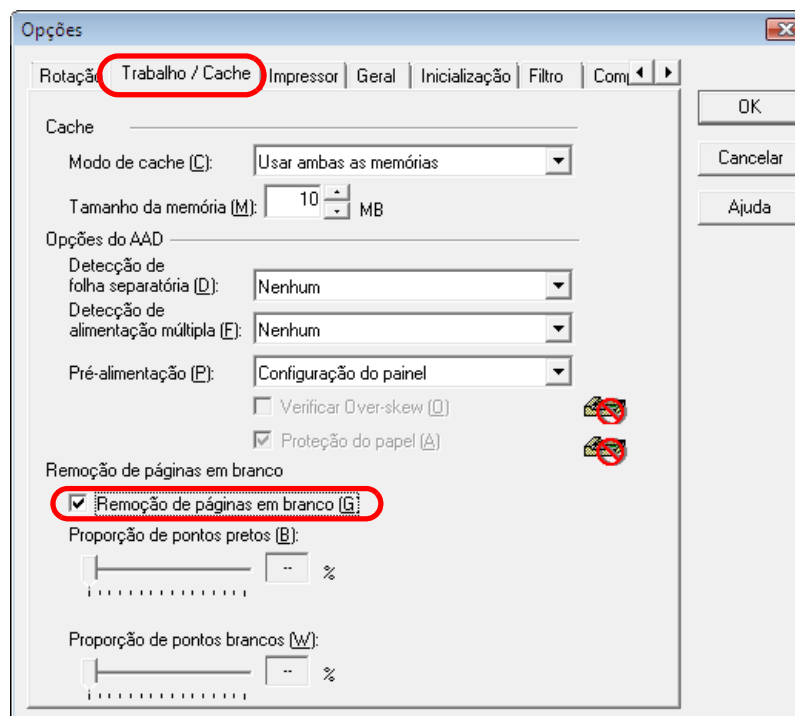 Opções
Rotação Trabalho / Cache Impressor Geral Inicialização Filtro
OK
Cancelar
Ajuda
Cache
Modo de cache (C): Usar ambas as memórias
Tamanho da memória (M): 10 MB
Opções do AAD
Detecção de
folha separatória (D): Nenhum
Detecção de
alimentação múltipla (F): Nenhum
Pré-alimentação (P): Configuração do painel
Verificar Over-skew (O)
Proteção do papel (A)
Remoção de páginas em branco
Remoção de páginas em branco (G)
Proporção de pontos pretos (B):
-- %
Proporção de pontos brancos (W):
-- %